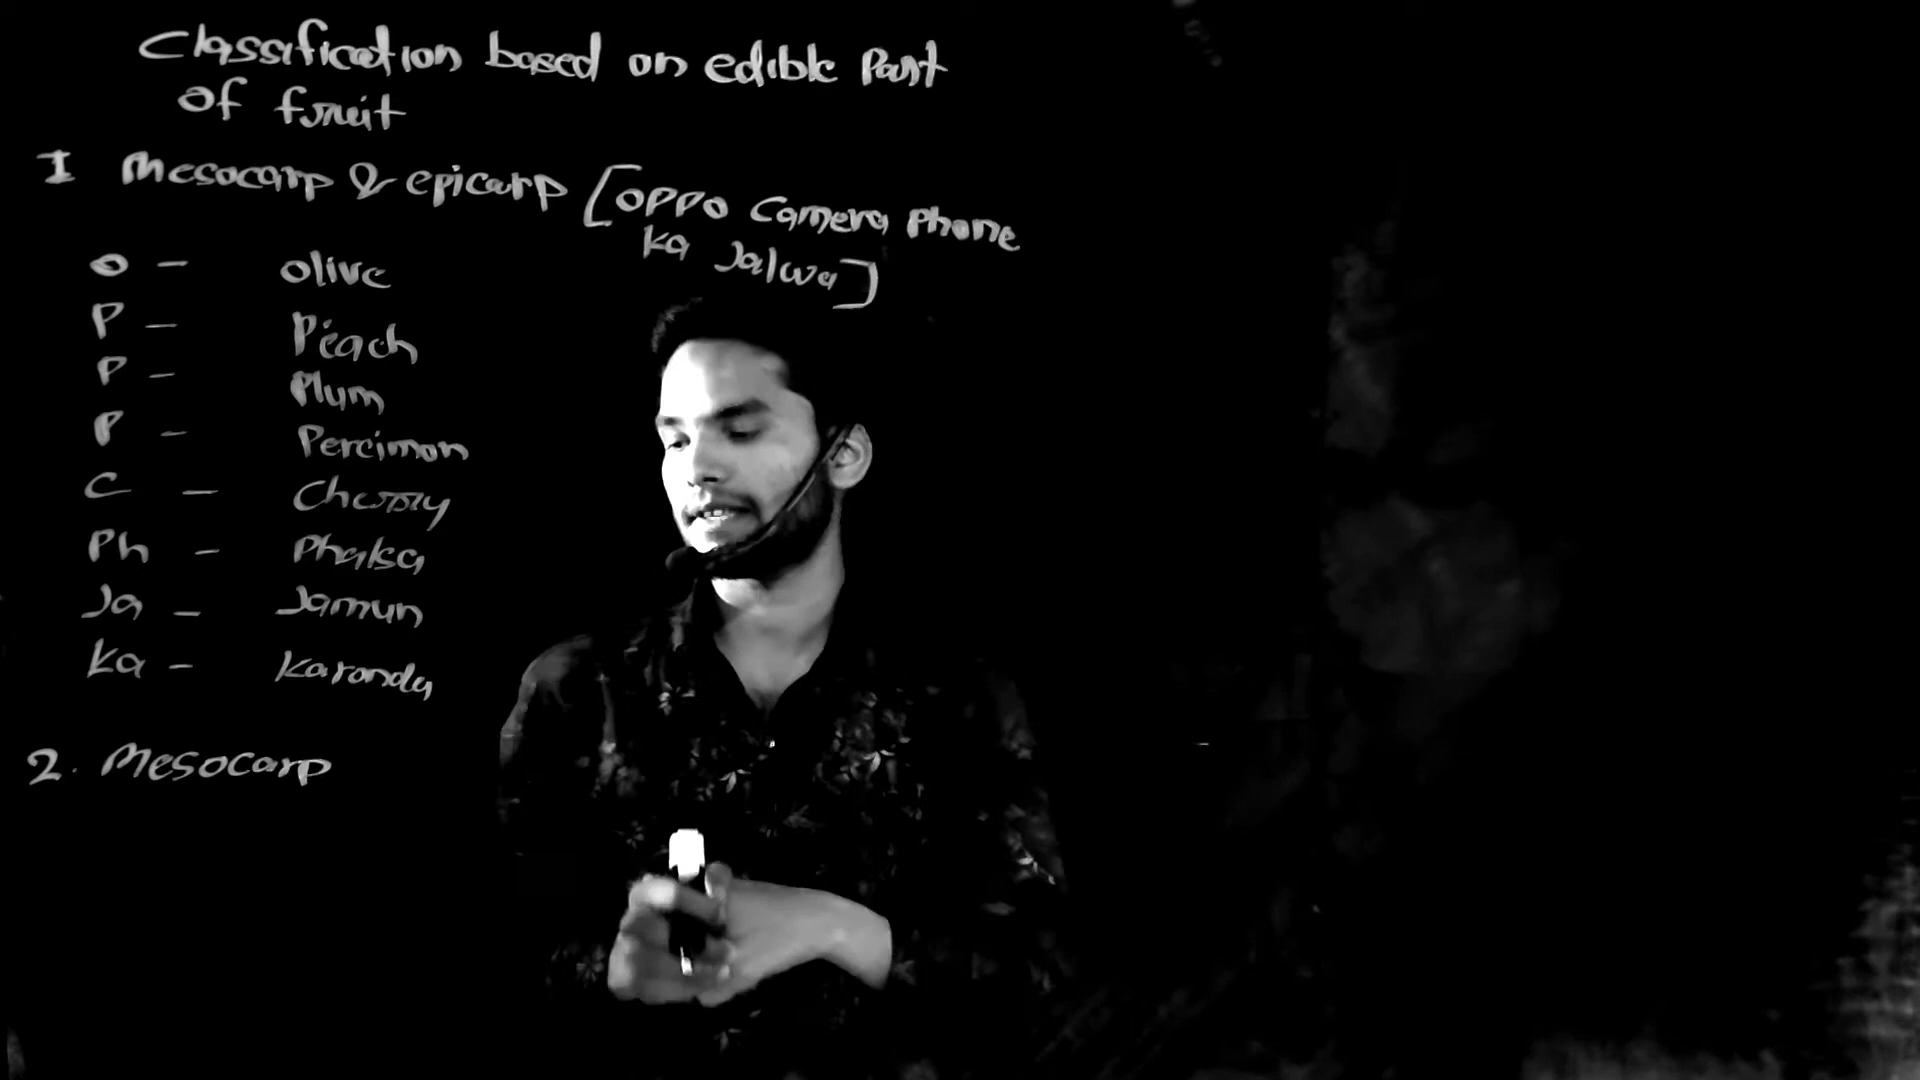 Classification based on edible Part
of fruit
I Mesocarp & epicarp [OPPO Camera Phone
ka Jalwa]
O - Olive
P - Peach
P - Plum
P - Percimon
C - Cherry
Ph - Phalsa
Ja - Jamun
Ka - Karonda
2. Mesocarp